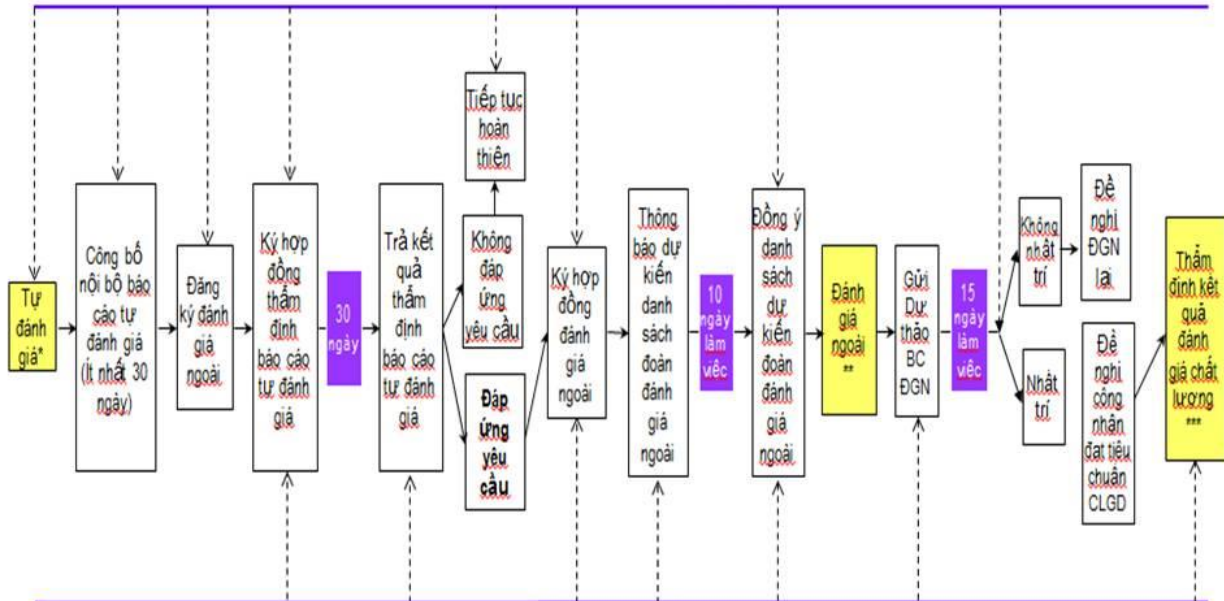 Tự
đánh
giá*
Công bố
nội bộ báo
cáo tự
đánh giá
(Ít nhất 30
ngày)
Đăng
ký đánh
giá
ngoài
Ký hợp
đồng
thẩm
định
báo cáo
tự đánh
giá
30
ngày
Trả kết
quả
thẩm
định
báo cáo
tự đánh
giá
Tiếp tục
hoàn
thiện
Không
đáp
ứng
yêu cầu
Đáp
ứng
yêu
cầu
Ký hợp
đồng
đánh
giá
ngoài
Thông
báo dự
kiến
danh
sách
đoàn
đánh
giá
ngoài
10
ngày
làm
việc
Đồng ý
danh
sách
dự
kiến
đoàn
đánh
giá
ngoài
Đánh
giá
ngoài
**
Gửi
Dự
thảo
BC
ĐGN
15
ngày
làm
việc
Không
nhất
trí
Đề
nghị
ĐGN
lại
Nhất
trí
Đề
nghị
công
nhận
đạt tiêu
chuẩn
CLGD
Thẩm
định kết
quả
đánh
giá chất
lượng
***